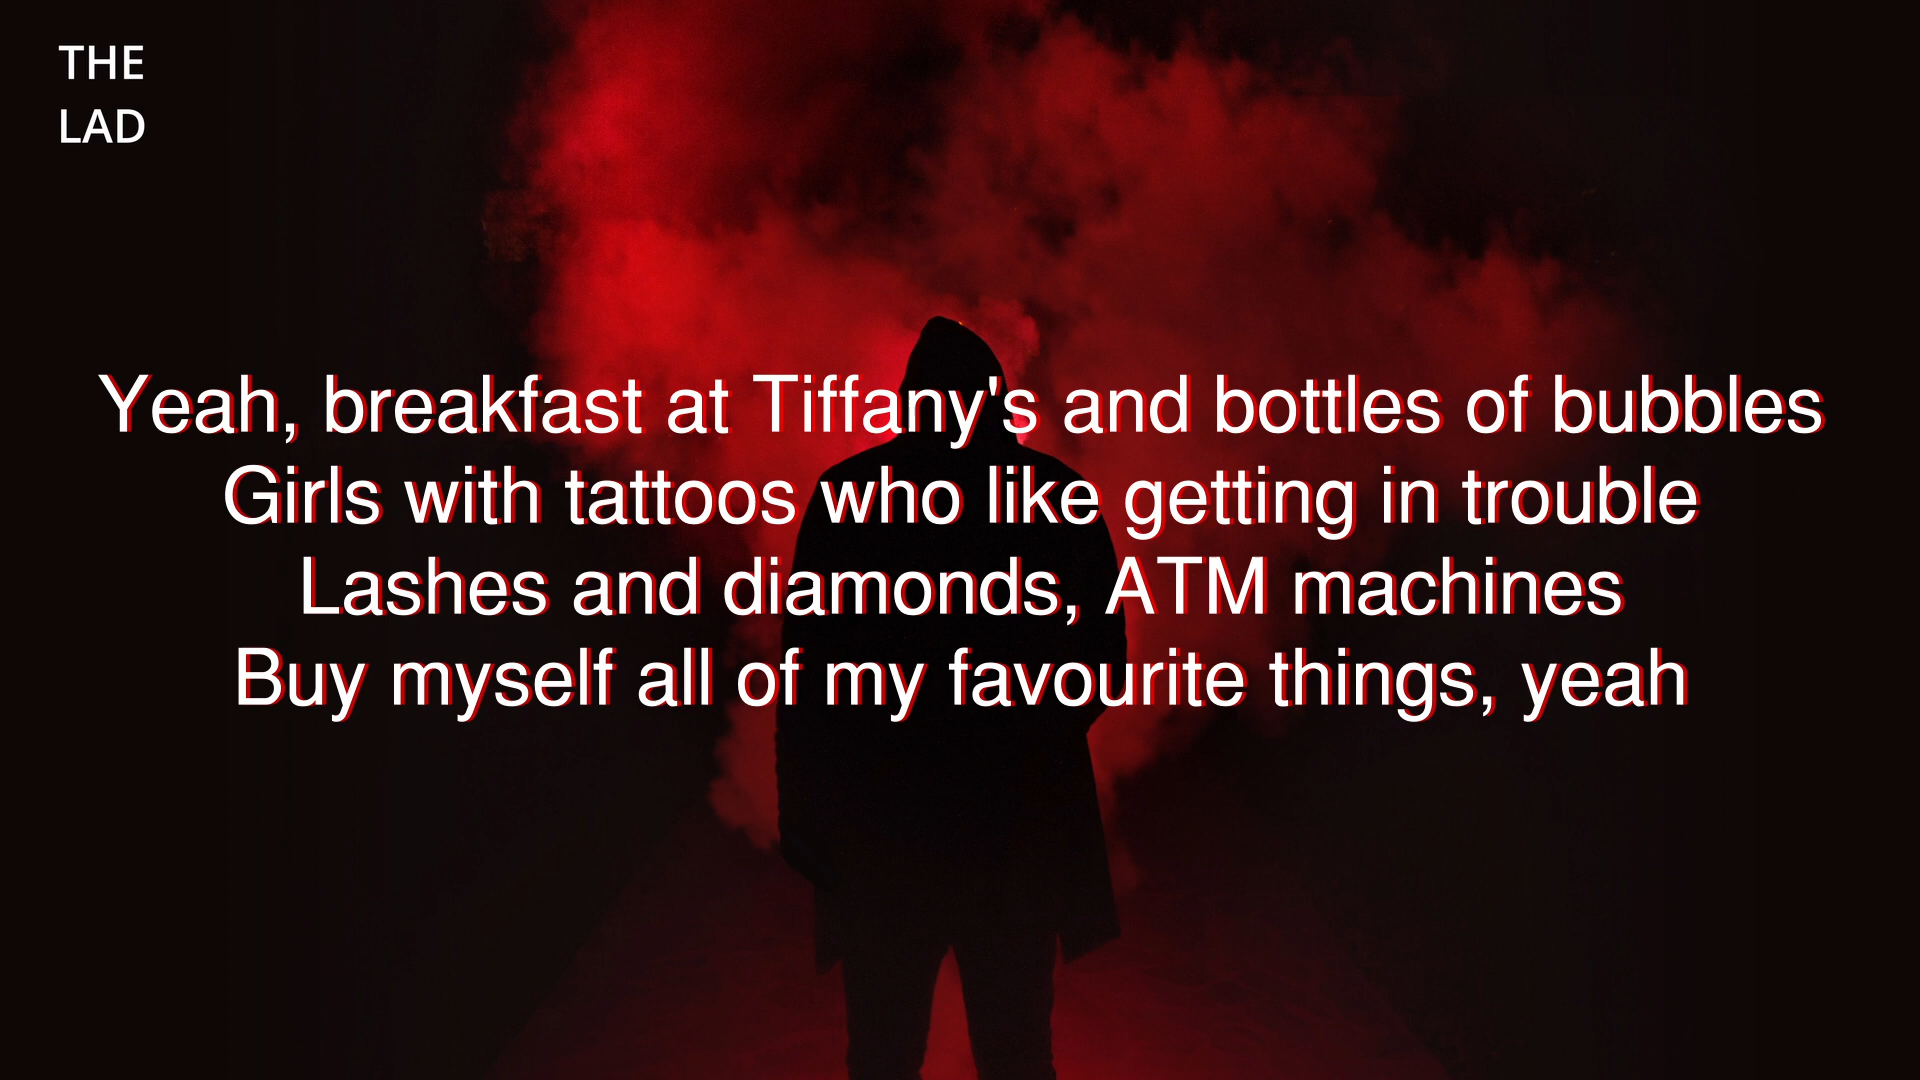 THE
LAD
Yeah, breakfast at Tiffany's and bottles of bubbles
Girls with tattoos who like getting in trouble
Lashes and diamonds, ATM machines
Buy myself all of my favourite things, yeah